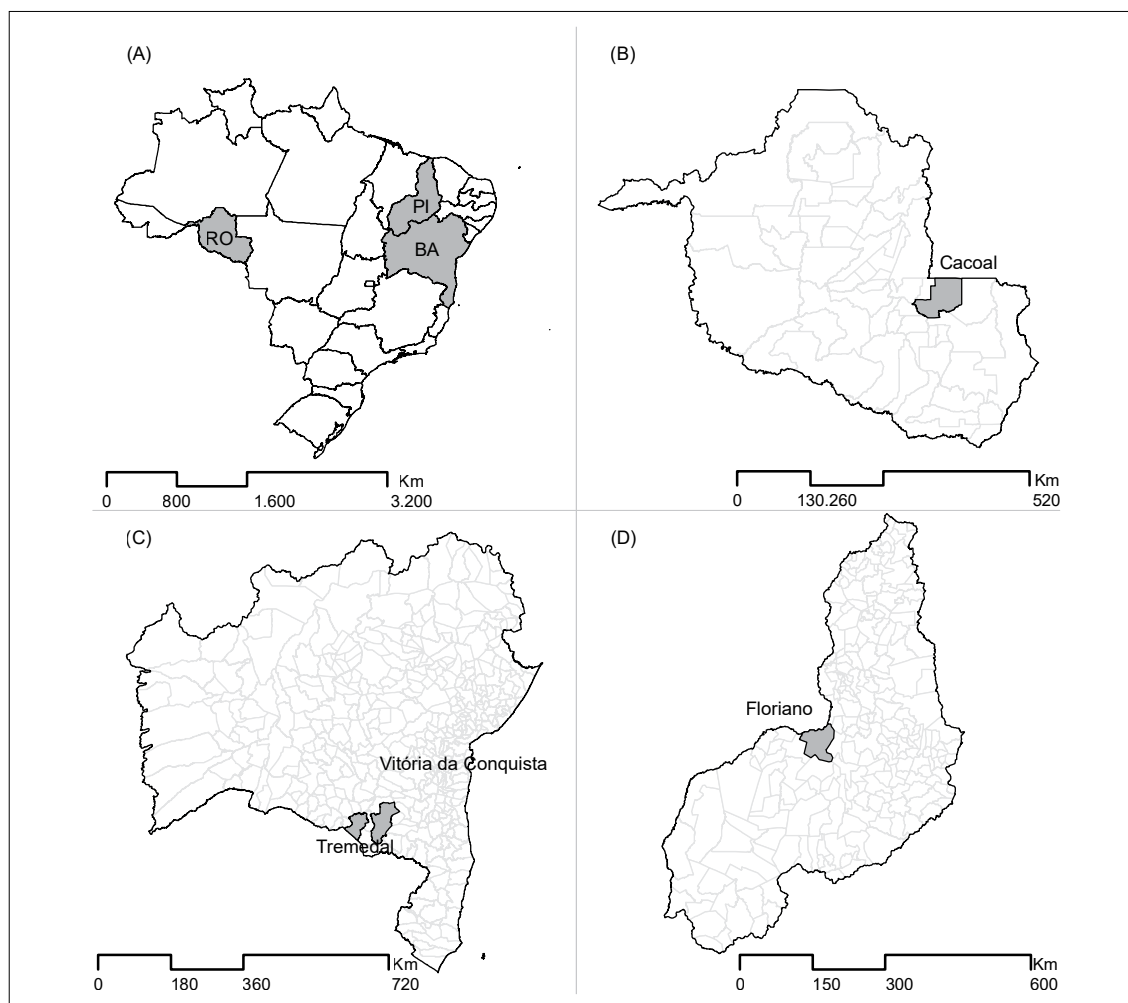 (A)
PI
RO
BA
Km
0
800
1.600
3.200
(B)
Cacoal
Km
0
130.260
520
(C)
Vitória da Conquista
Tremedal
Km
0
180
360
720
(D)
Floriano
Km
0
150
300
600